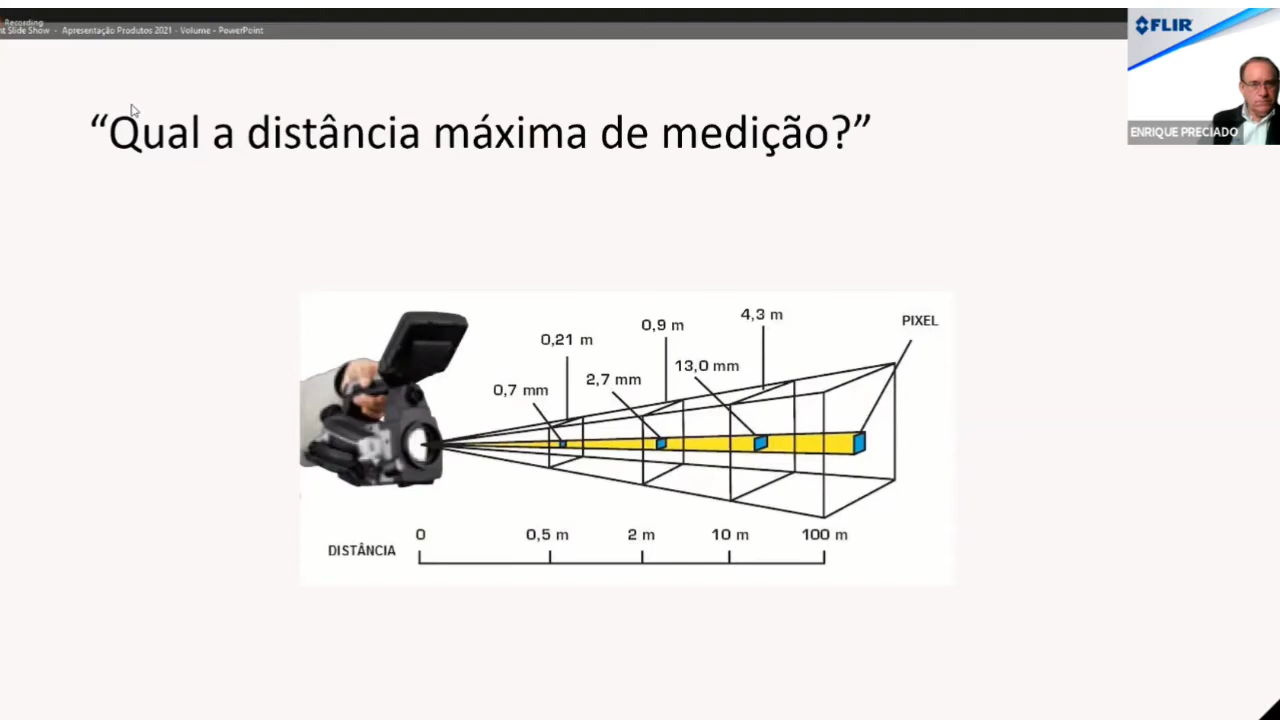 Recording
nt Slide Show - Apresentação Produtos 2021 - Volume - PowerPoint
FLIR
ENRIQUE PRECIADO
“Qual a distância máxima de medição?”
4,3 m
PIXEL
0,9 m
0,21 m
13,0 mm
2,7 mm
0,7 mm
0
0,5 m
2 m
10 m
100 m
DISTÂNCIA